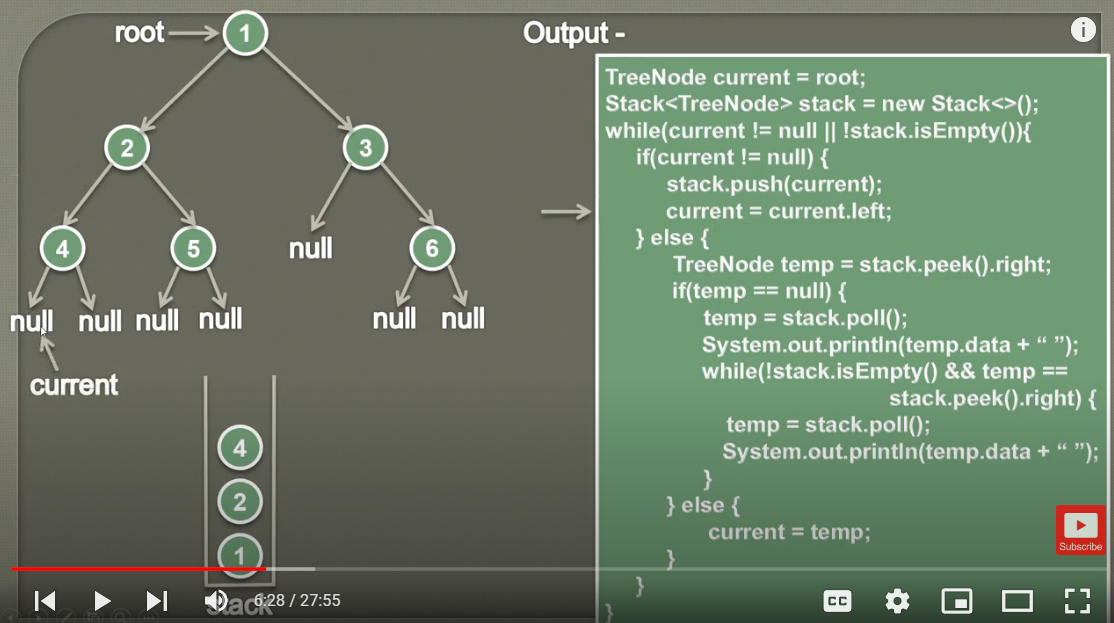 root
1
Output -
2
3
4
5
null
6
null
null
null
null
null
null
current
4
2
1
stack
TreeNode current = root;
Stack<TreeNode> stack = new Stack<>();
while(current != null || !stack.isEmpty()){
if(current != null) {
stack.push(current);
current = current.left;
} else {
TreeNode temp = stack.peek().right;
if(temp == null) {
temp = stack.poll();
System.out.println(temp.data + “ ”);
while(!stack.isEmpty() && temp ==
stack.peek().right) {
temp = stack.poll();
System.out.println(temp.data + “ ”);
}
} else {
current = temp;
}
}
}
Subscribe
6:28 / 27:55
CC
i